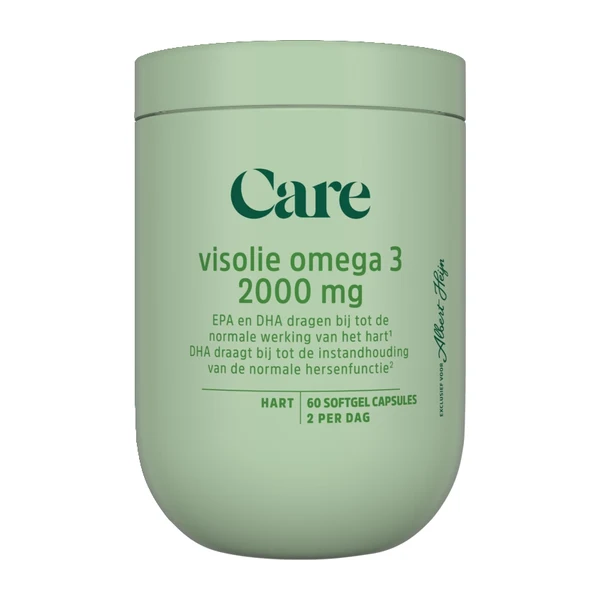 Care
visolie omega 3
2000 mg
EPA en DHA dragen bij tot de
normale werking van het hart¹
DHA draagt bij tot de instandhouding
van de normale hersenfunctie²
HART
60 SOFTGEL CAPSULES
2 PER DAG
EXCLUSIEF VOOR
Albert Heijn